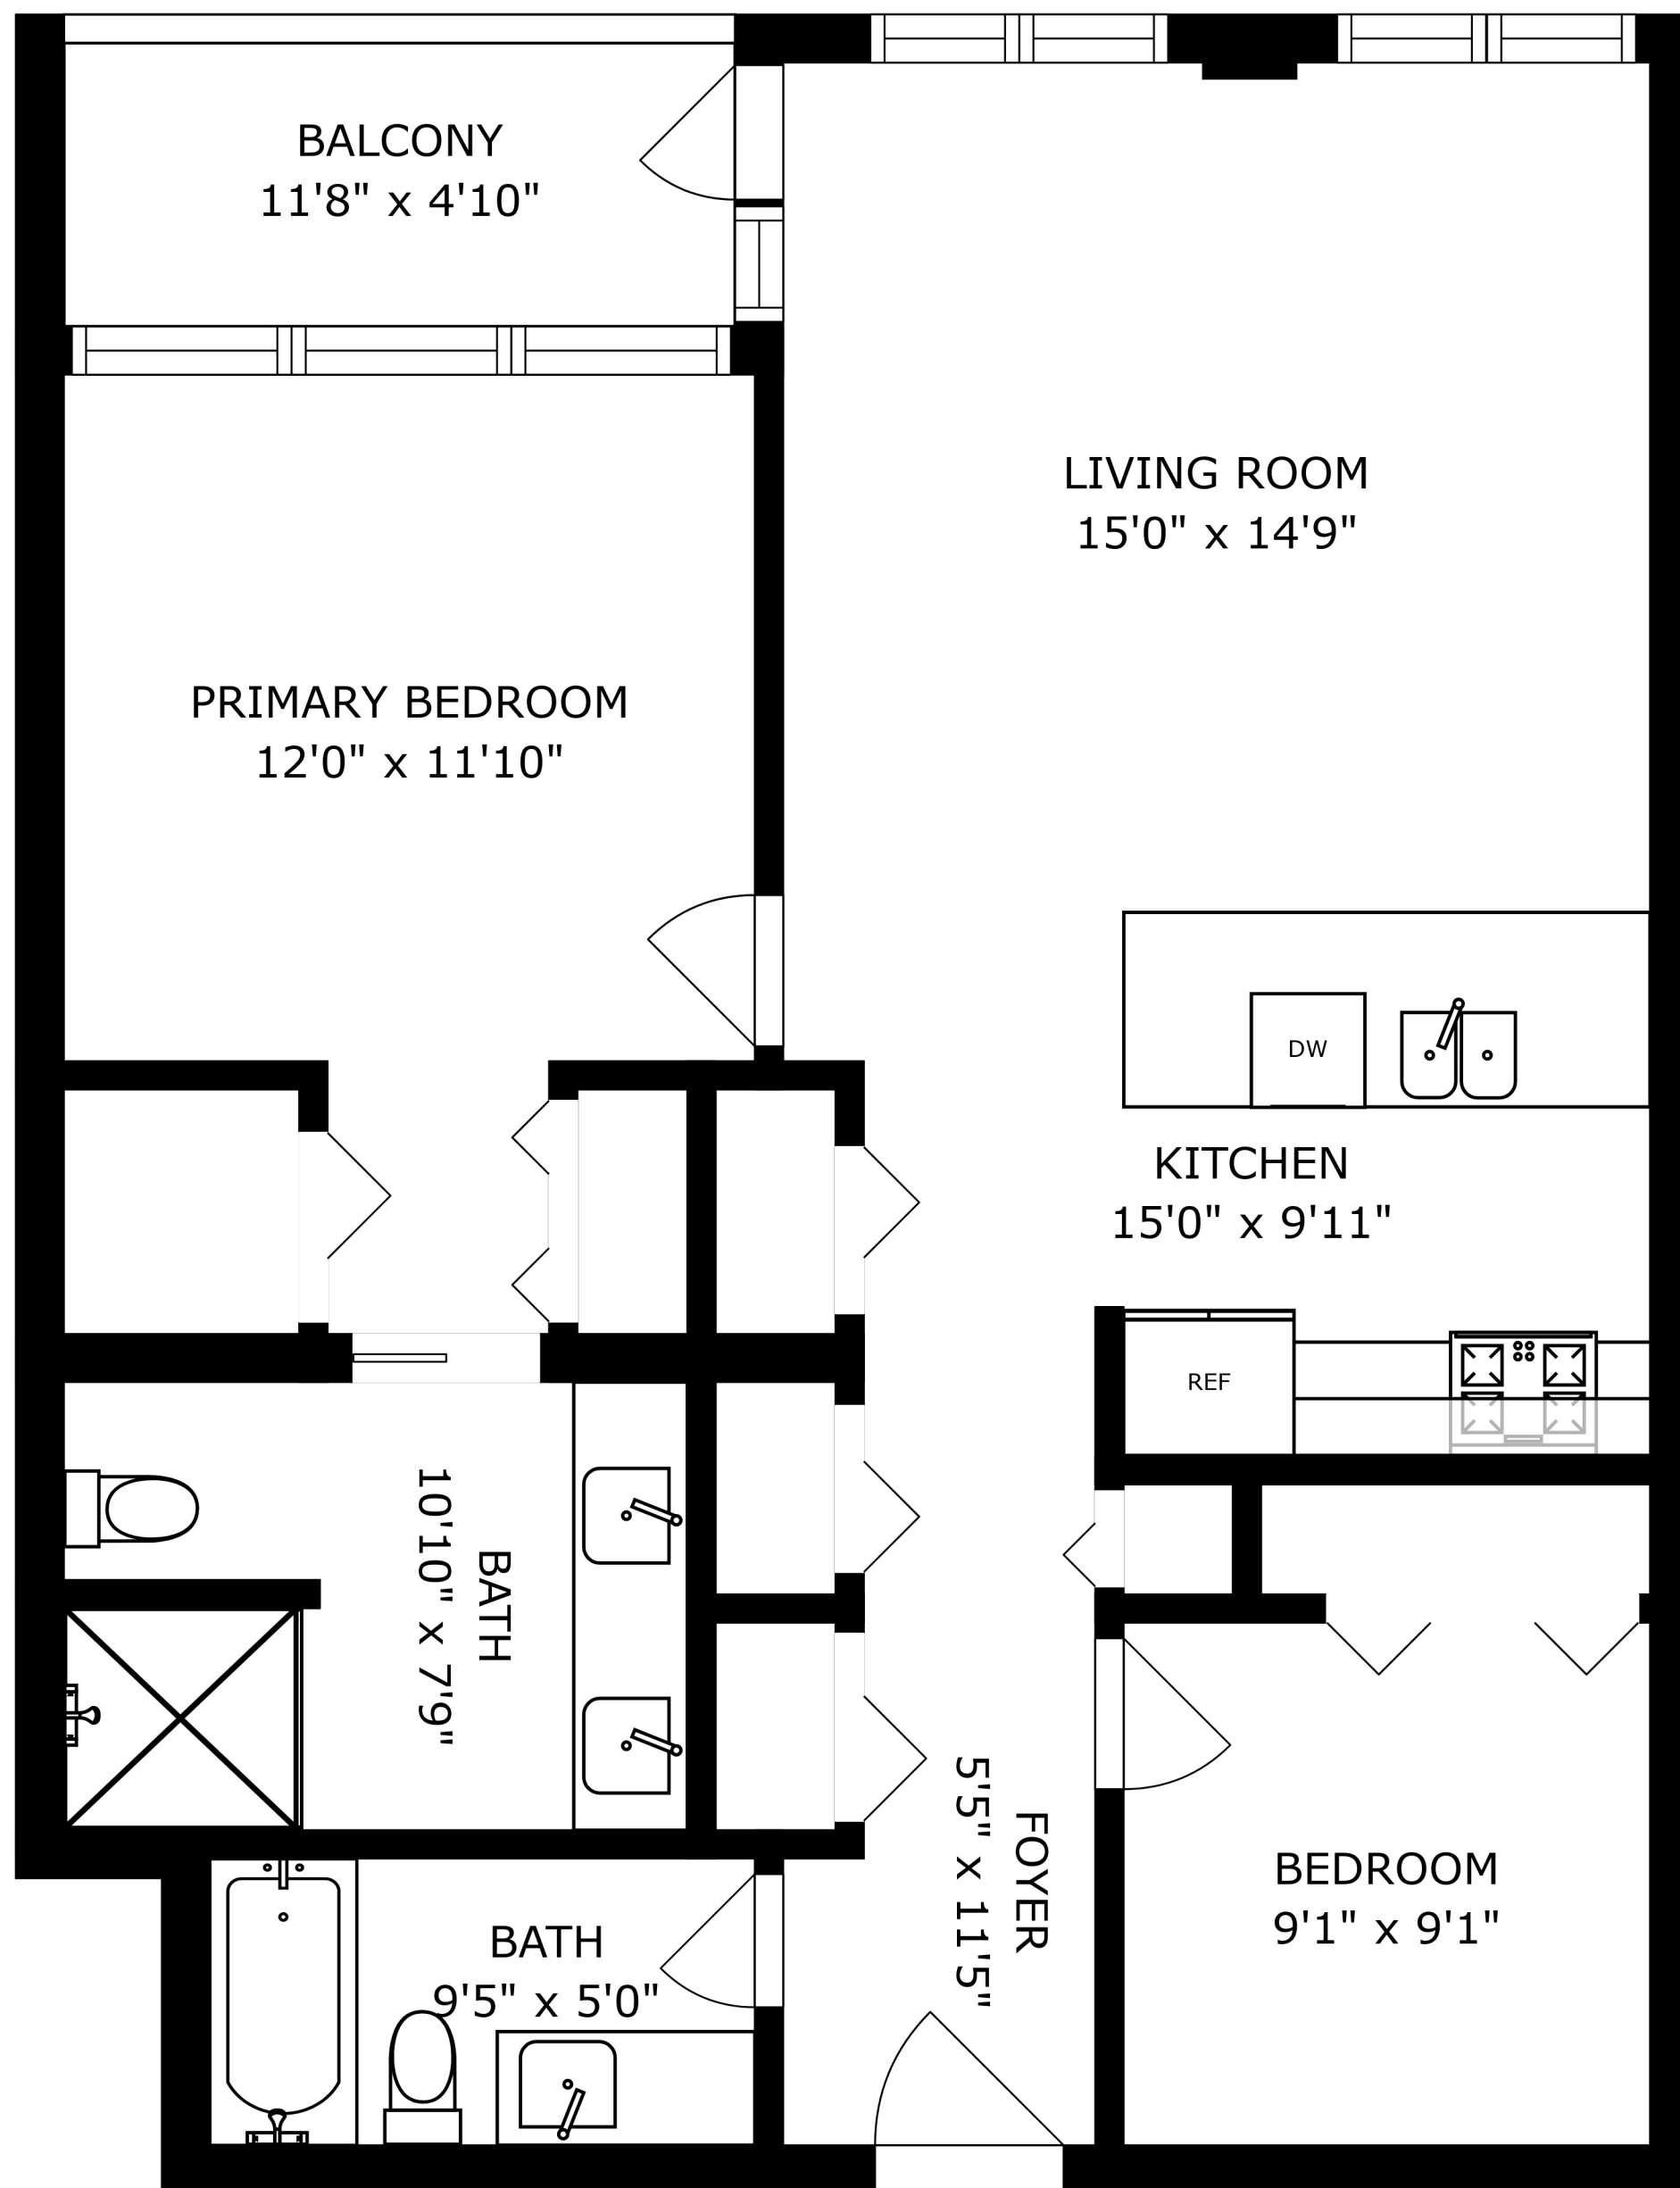 BALCONY
11'8" x 4'10"
LIVING ROOM
15'0" x 14'9"
PRIMARY BEDROOM
12'0" x 11'10"
DW
KITCHEN
15'0" x 9'11"
REF
BATH
10'10" x 7'9"
FOYER
5'5" x 11'5"
BEDROOM
9'1" x 9'1"
BATH
9'5" x 5'0"